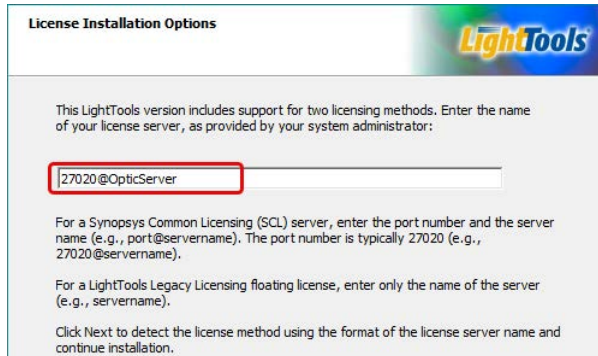 License Installation Options
LightTools
This LightTools version includes support for two licensing methods. Enter the name
of your license server, as provided by your system administrator:
27020@OpticServer
For a Synopsys Common Licensing (SCL) server, enter the port number and the server
name (e.g., port@servername). The port number is typically 27020 (e.g.,
27020@servername).
For a LightTools Legacy Licensing floating license, enter only the name of the server
(e.g., servername).
Click Next to detect the license method using the format of the license server name and
continue installation.